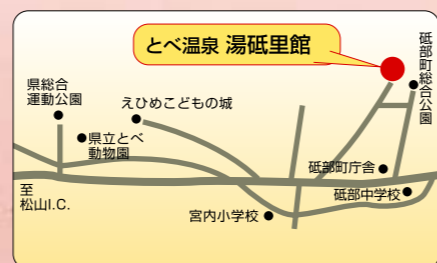 とべ温泉 湯砥里館
砥部町総合公園
県総合
運動公園
えひめこどもの城
県立とべ
動物園
砥部町庁舎
至
松山I.C.
砥部中学校
宮内小学校